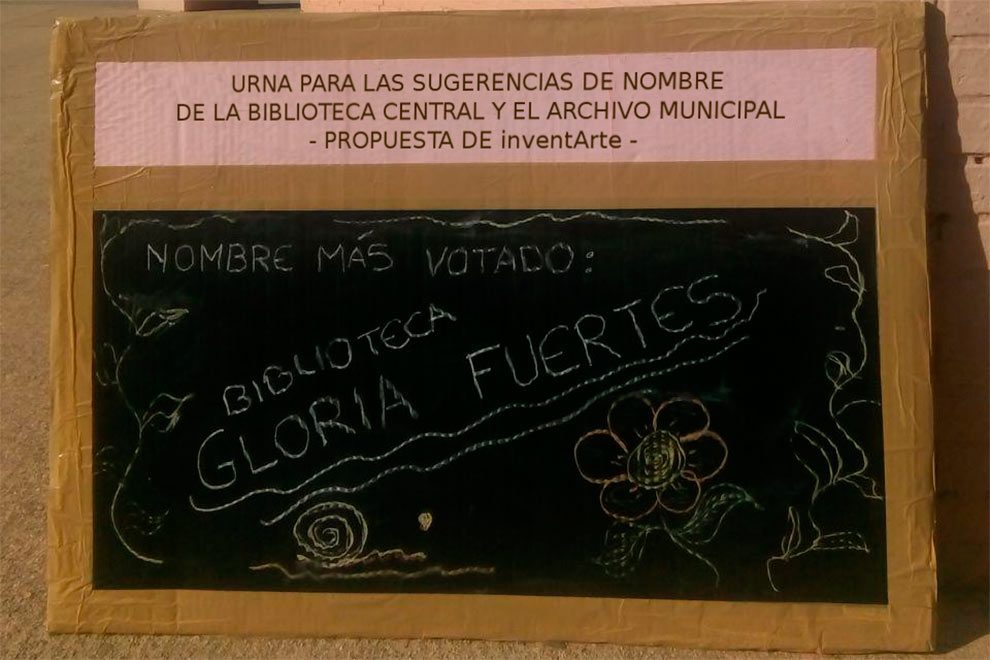 URNA PARA LAS SUGERENCIAS DE NOMBRE
DE LA BIBLIOTECA CENTRAL Y EL ARCHIVO MUNICIPAL
- PROPUESTA DE inventArte -
NOMBRE MÁS VOTADO:
BIBLIOTECA
GLORIA FUERTES